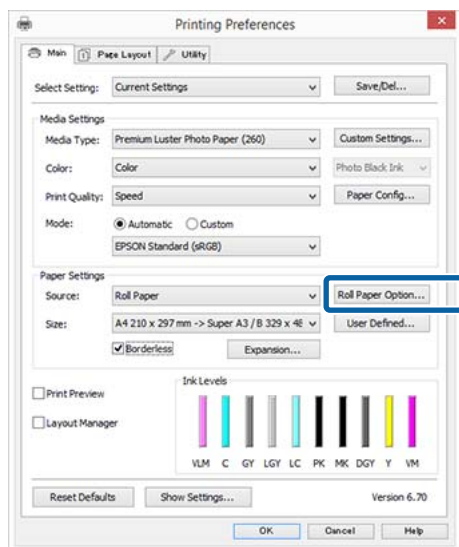 Printing Preferences
Main Page Layout Utility
Select Setting: Current Settings Save/Del...
Media Settings
Media Type: Premium Luster Photo Paper (260) Custom Settings...
Color: Color Photo Black Ink
Print Quality: Speed Paper Config...
Mode: Automatic Custom
EPSON Standard (sRGB)
Paper Settings
Source: Roll Paper Roll Paper Option...
Size: A4 210 x 297 mm -> Super A3 / B 329 x 48 User Defined...
Borderless Expansion...
Print Preview
Layout Manager
Ink Levels
VLM C GY LGY LC PK MK DGY Y VM
Reset Defaults Show Settings... Version 6.70
OK Cancel Help